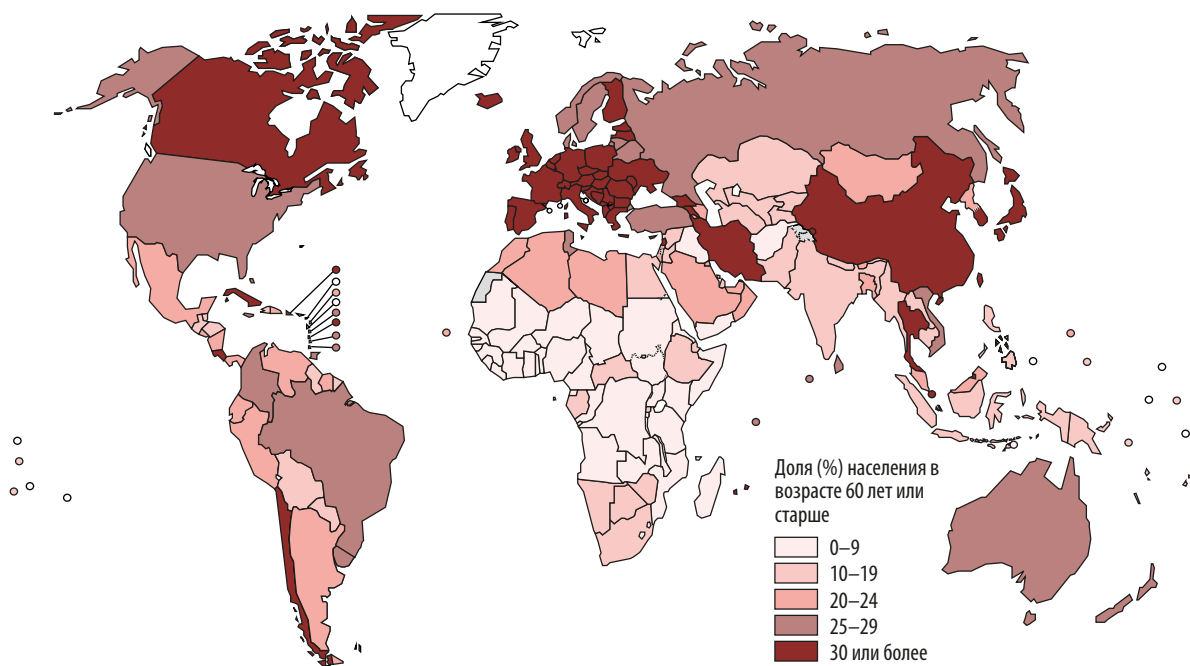 Доля (%) населения в
возрасте 60 лет или
старше
0–9
10–19
20–24
25–29
30 или более